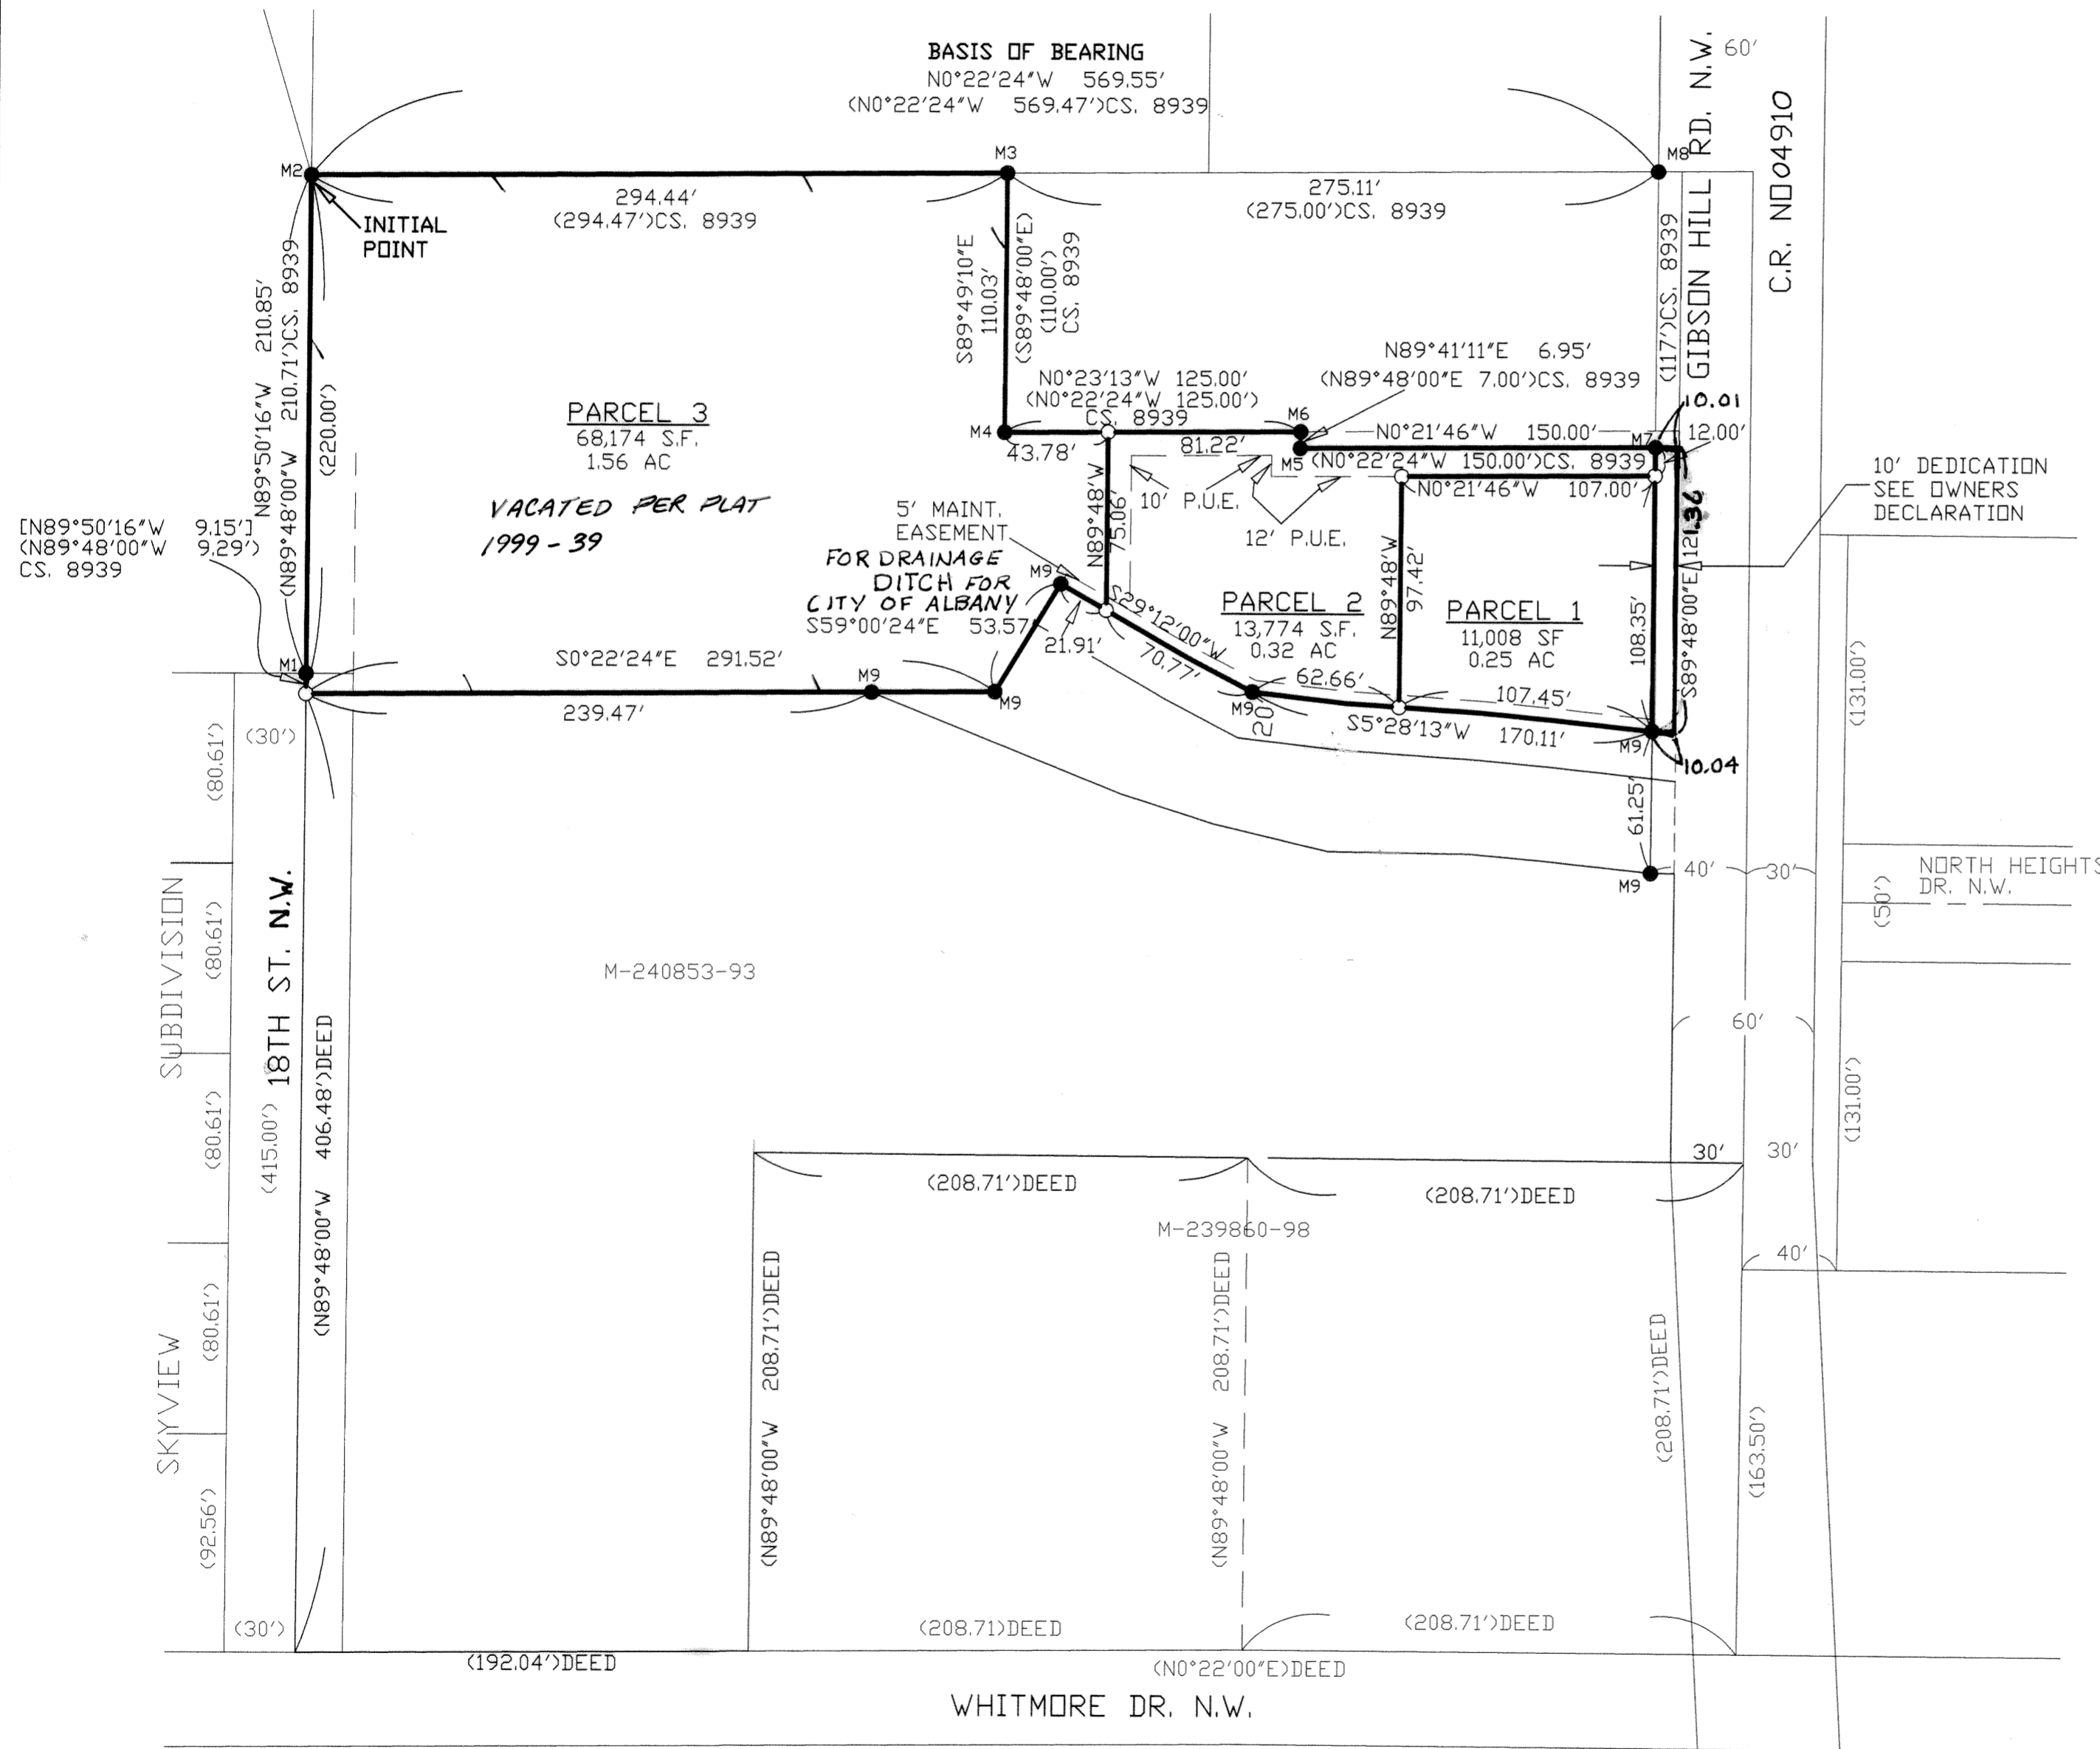 BASIS OF BEARING
N0°22'24"W 569.55'
(N0°22'24"W 569.47')CS. 8939
60'
GIBSON HILL RD. N.W.
C.R. NO 04910
M2
M3
M8
294.44'
(294.47')CS. 8939
275.11'
(275.00')CS. 8939
INITIAL
POINT
N89°50'16"W 210.85'
(N89°48'00"W 210.71')CS. 8939
(220.00')
S89°49'10"E
110.03'
(S89°48'00"E)
(110.00')
CS. 8939
(117')CS. 8939
N89°41'11"E 6.95'
(N89°48'00"E 7.00')CS. 8939
N0°23'13"W 125.00'
(N0°22'24"W 125.00')
CS. 8939
10.01
12.00'
M4
M6
M5
M7
43.78'
81.22'
N0°21'46"W 150.00'
(N0°22'24"W 150.00')CS. 8939
N0°21'46"W 107.00'
PARCEL 3
68,174 S.F.
1.56 AC
VACATED PER PLAT
1999-39
10' P.U.E.
12' P.U.E.
10' DEDICATION
SEE OWNERS
DECLARATION
5' MAINT.
EASEMENT
FOR DRAINAGE
DITCH FOR
CITY OF ALBANY
[N89°50'16"W 9.15']
(N89°48'00"W 9.29')
CS. 8939
N89°48'W
75.06'
N89°48'W
97.42'
108.35'
S89°48'00"E 121.36
M9
S59°00'24"E 53.57'
21.91'
S29°12'00"W
70.77'
PARCEL 2
13,774 S.F.
0.32 AC
PARCEL 1
11,008 SF
0.25 AC
M1
S0°22'24"E 291.52'
239.47'
M9
M9
M9
20'
62.66'
107.45'
S5°28'13"W 170.11'
M9
10.04
61.25'
M9
40'
30'
NORTH HEIGHTS
DR. N.W.
(50')
(131.00')
(30')
(80.61')
(80.61')
(80.61')
(80.61')
(92.56')
SKYVIEW
SUBDIVISION
18TH ST. N.W.
(415.00')
(N89°48'00"W 406.48')DEED
M-240853-93
60'
30'
30'
(131.00')
(208.71')DEED
(208.71')DEED
M-239860-98
40'
(N89°48'00"W 208.71')DEED
(N89°48'00"W 208.71')DEED
(208.71')DEED
(163.50')
(30')
(192.04')DEED
(208.71)DEED
(208.71')DEED
(N0°22'00"E)DEED
WHITMORE DR. N.W.